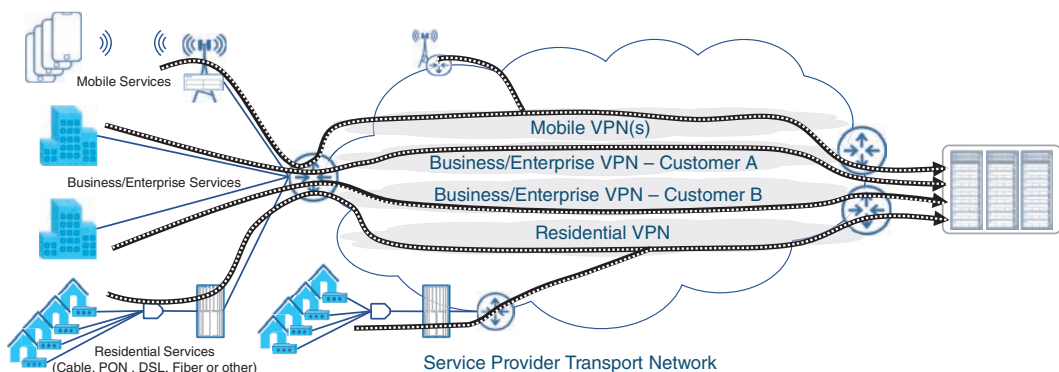 Mobile Services
Mobile VPN(s)
Business/Enterprise VPN – Customer A
Business/Enterprise Services
Business/Enterprise VPN – Customer B
Residential VPN
Residential Services
(Cable, PON , DSL, Fiber or other)
Service Provider Transport Network